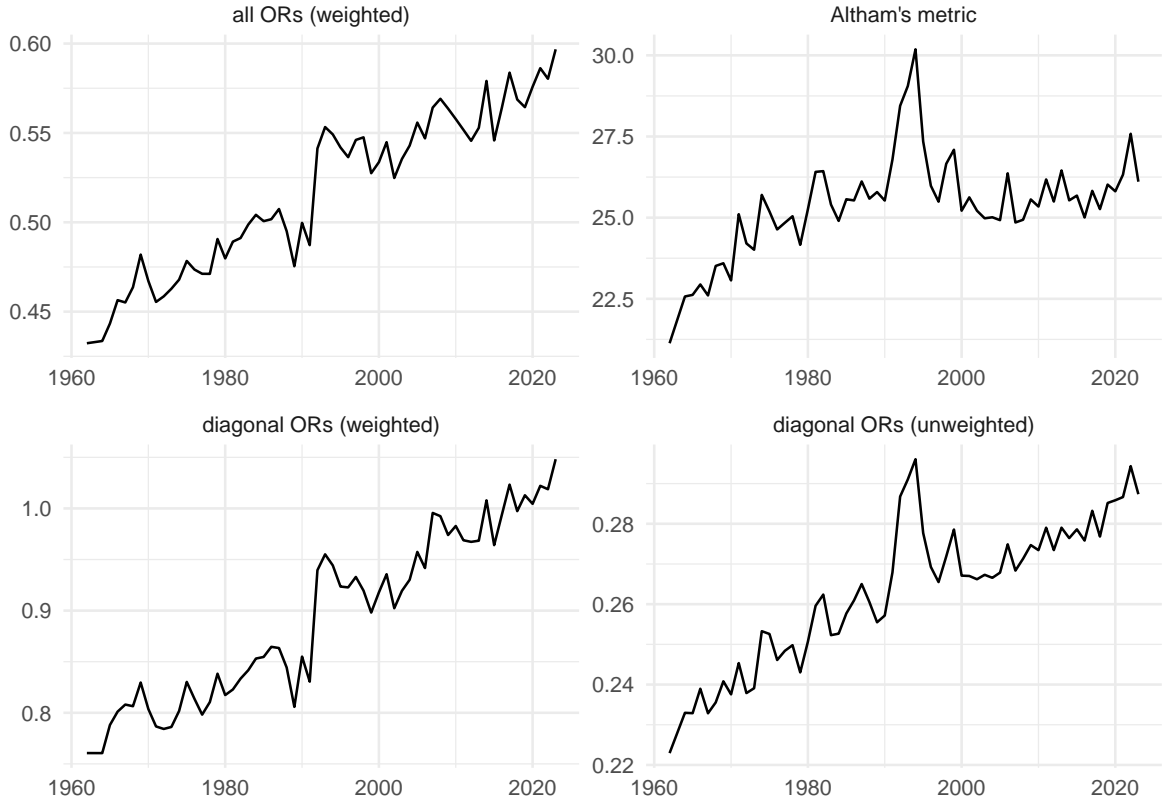 all ORs (weighted)
0.60
0.55
0.50
0.45
1960 1980 2000 2020
Altham's metric
30.0
27.5
25.0
22.5
1960 1980 2000 2020
diagonal ORs (weighted)
1.0
0.9
0.8
1960 1980 2000 2020
diagonal ORs (unweighted)
0.28
0.26
0.24
0.22
1960 1980 2000 2020